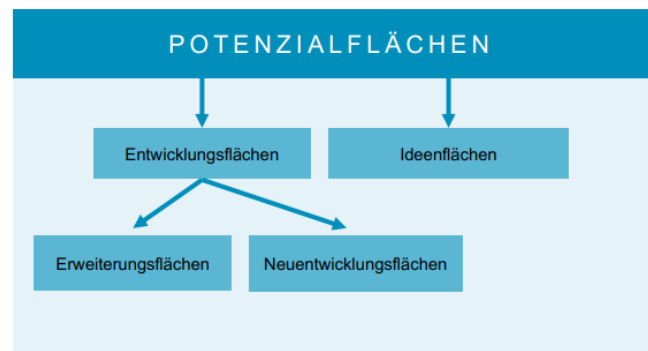 POTENZIALFLÄCHEN
Entwicklungsflächen
Ideenflächen
Erweiterungsflächen
Neuentwicklungsflächen